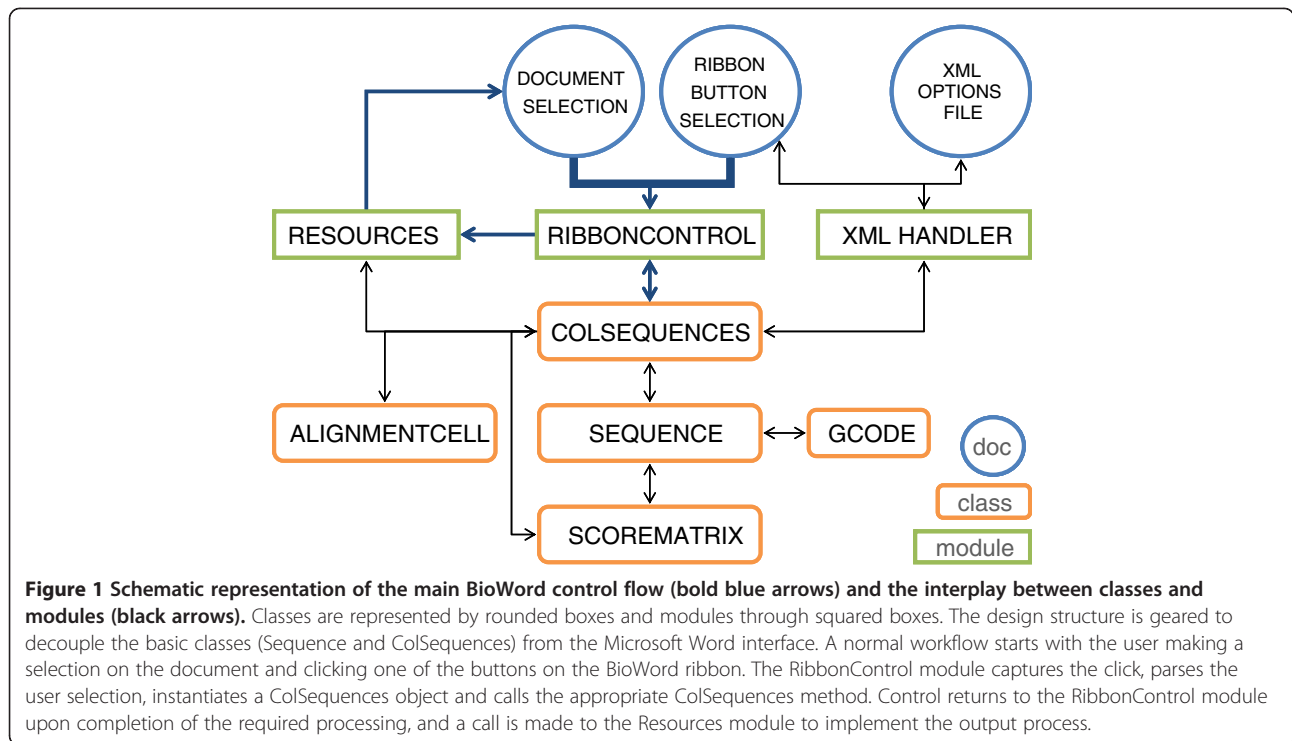 DOCUMENT
SELECTION
RIBBON
BUTTON
SELECTION
XML
OPTIONS
FILE
RESOURCES
RIBBONCONTROL
XML HANDLER
COLSEQUENCES
ALIGNMENTCELL
SEQUENCE
GCODE
doc
class
SCOREMATRIX
module
Figure 1 Schematic representation of the main BioWord control flow (bold blue arrows) and the interplay between classes and
modules (black arrows). Classes are represented by rounded boxes and modules through squared boxes. The design structure is geared to
decouple the basic classes (Sequence and ColSequences) from the Microsoft Word interface. A normal workflow starts with the user making a
selection on the document and clicking one of the buttons on the BioWord ribbon. The RibbonControl module captures the click, parses the
user selection, instantiates a ColSequences object and calls the appropriate ColSequences method. Control returns to the RibbonControl module
upon completion of the required processing, and a call is made to the Resources module to implement the output process.